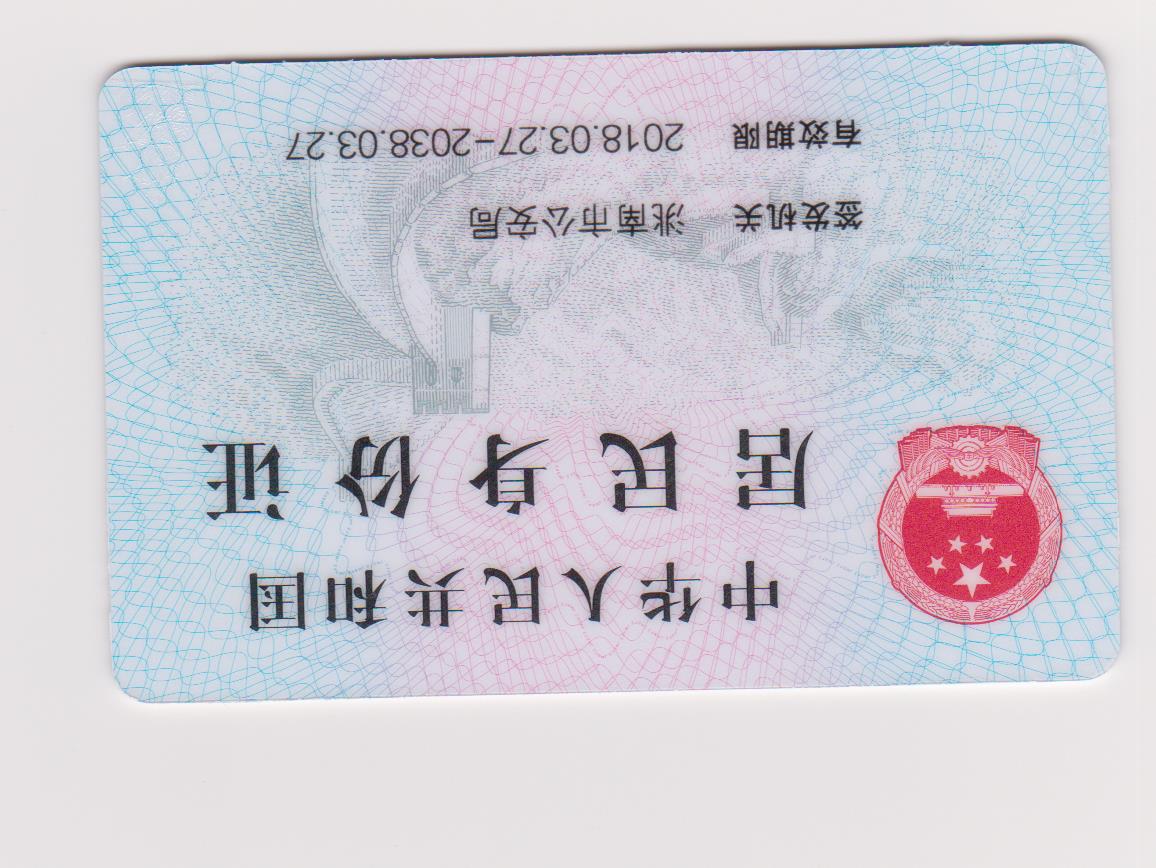 中华人民共和国
居民身份证
签发机关 洮南市公安局
有效期限 2018.03.27-2038.03.27